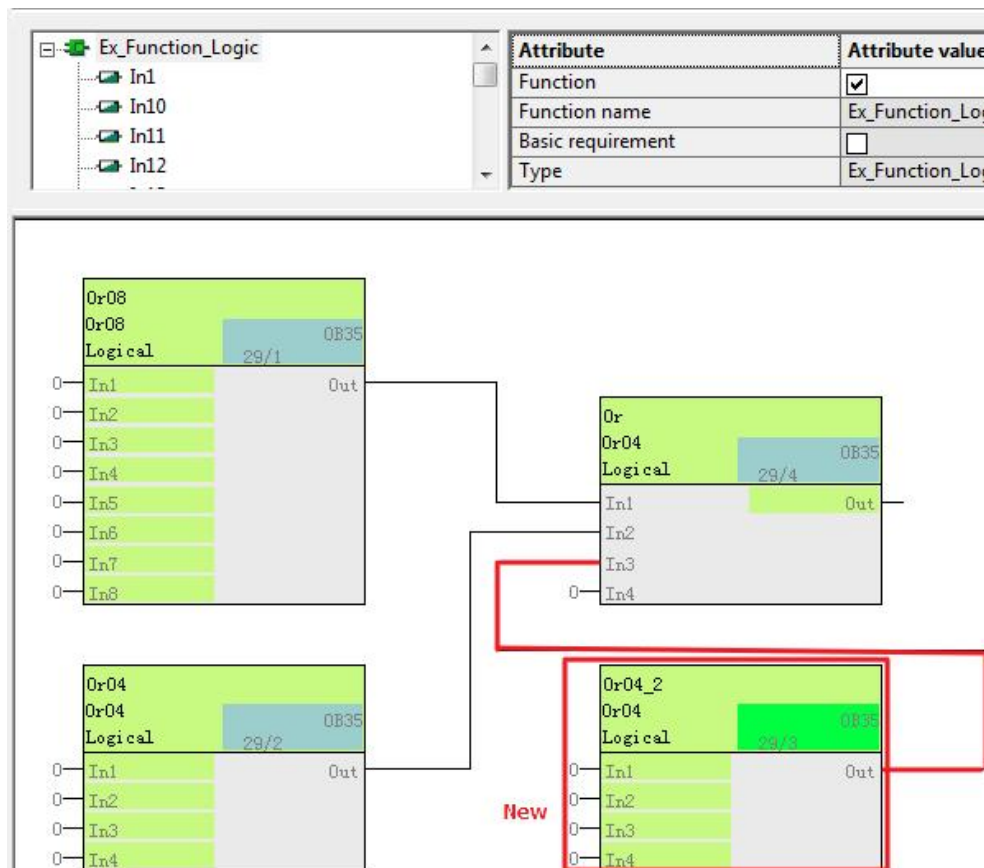 Ex_Function_Logic
In1
In10
In11
In12
Attribute Attribute value
Function
Function name Ex_Function_Log
Basic requirement
Type Ex_Function_Log
Or08
Or08 OB35
Logical 29/1
0 In1 Out
0 In2
0 In3
0 In4
0 In5
0 In6
0 In7
0 In8
Or
Or04 OB35
Logical 29/4
In1 Out
In2
In3
0 In4
Or04
Or04 OB35
Logical 29/2
0 In1 Out
0 In2
0 In3
0 In4
New
Or04_2
Or04 OB35
Logical 29/3
0 In1 Out
0 In2
0 In3
0 In4